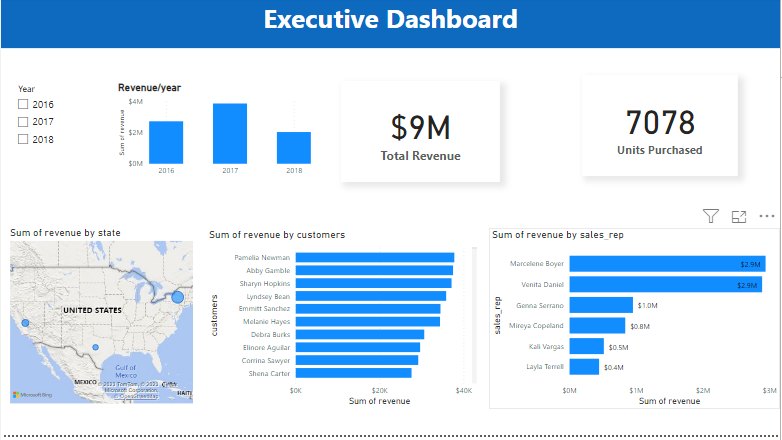 Executive Dashboard
Year
2016
2017
2018
Revenue/year
Sum of revenue
$4M
$2M
$0M
2016
2017
2018
$9M
Total Revenue
7078
Units Purchased
Sum of revenue by state
UNITED STATES
MEXICO
Gulf of
Mexico
HAITI
© 2023 TomTom, © 2023
Microsoft Corporation,
© OpenStreetMap
Microsoft Bing
Sum of revenue by customers
customers
Pamelia Newman
Abby Gamble
Sharyn Hopkins
Lyndsey Bean
Emmitt Sanchez
Melanie Hayes
Debra Burks
Elinore Aguilar
Corrina Sawyer
Shena Carter
$0K
$20K
$40K
Sum of revenue
Sum of revenue by sales_rep
sales_rep
Marcelene Boyer
$2.9M
Venita Daniel
$2.9M
Genna Serrano
$1.0M
Mireya Copeland
$0.8M
Kali Vargas
$0.5M
Layla Terrell
$0.4M
$0M
$1M
$2M
$3M
Sum of revenue